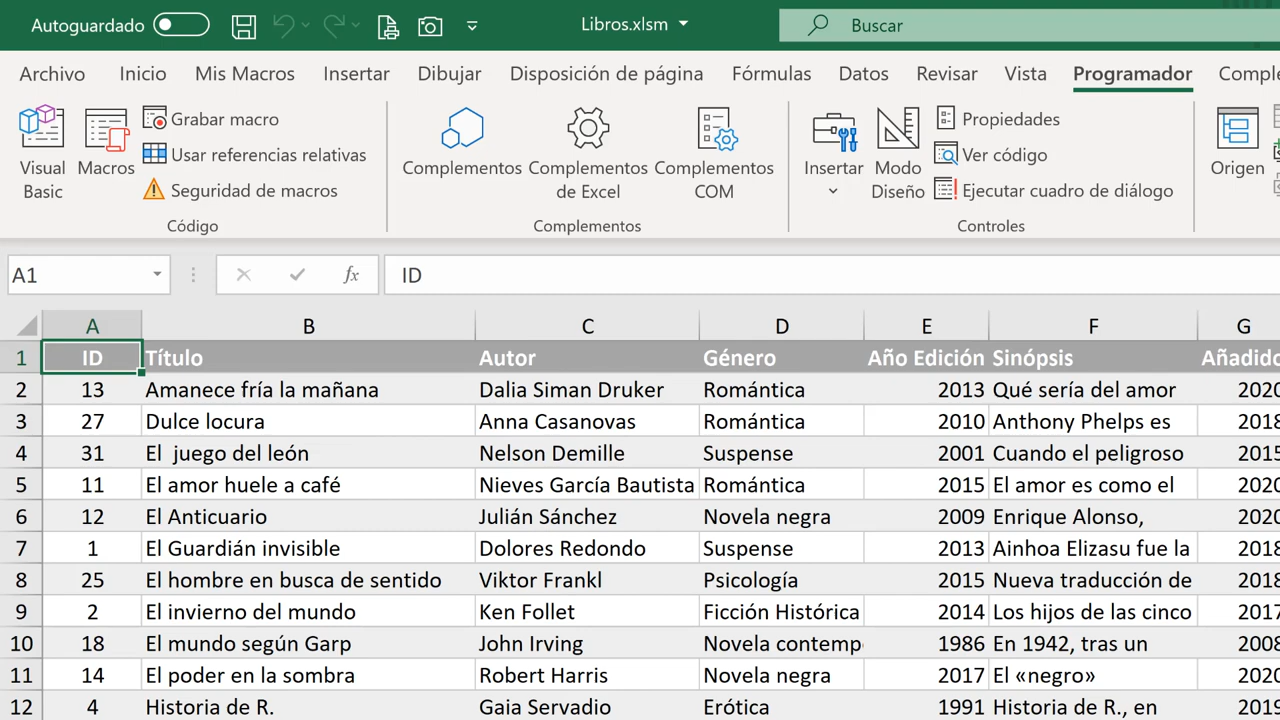 Autoguardado Libros.xlsm Buscar
Archivo Inicio Mis Macros Insertar Dibujar Disposición de página Fórmulas Datos Revisar Vista Programador Comple
Visual Basic Macros Grabar macro Usar referencias relativas Seguridad de macros
Complementos Complementos de Excel Complementos COM
Insertar Modo Diseño Propiedades Ver código Ejecutar cuadro de diálogo Origen
Código Complementos Controles
A1 fx ID
A B C D E F G
1 ID Título Autor Género Año Edición Sinópsis Añadido
2 13 Amanece fría la mañana Dalia Siman Druker Romántica 2013 Qué sería del amor 2020
3 27 Dulce locura Anna Casanovas Romántica 2010 Anthony Phelps es 2018
4 31 El  juego del león Nelson Demille Suspense 2001 Cuando el peligroso 2015
5 11 El amor huele a café Nieves García Bautista Romántica 2015 El amor es como el 2020
6 12 El Anticuario Julián Sánchez Novela negra 2009 Enrique Alonso, 2020
7 1 El Guardián invisible Dolores Redondo Suspense 2013 Ainhoa Elizasu fue la 2018
8 25 El hombre en busca de sentido Viktor Frankl Psicología 2015 Nueva traducción de 2018
9 2 El invierno del mundo Ken Follet Ficción Histórica 2014 Los hijos de las cinco 2017
10 18 El mundo según Garp John Irving Novela contemp 1986 En 1942, tras un 2008
11 14 El poder en la sombra Robert Harris Novela negra 2017 El «negro» 2020
12 4 Historia de R. Gaia Servadio Erótica 1991 Historia de R., en 2019